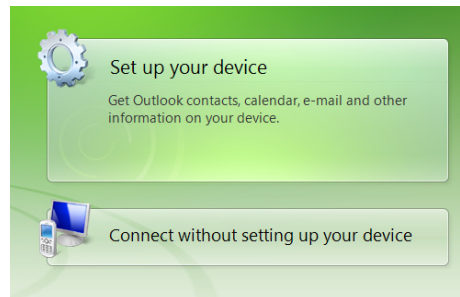 Set up your device
Get Outlook contacts, calendar, e-mail and other
information on your device.
Connect without setting up your device